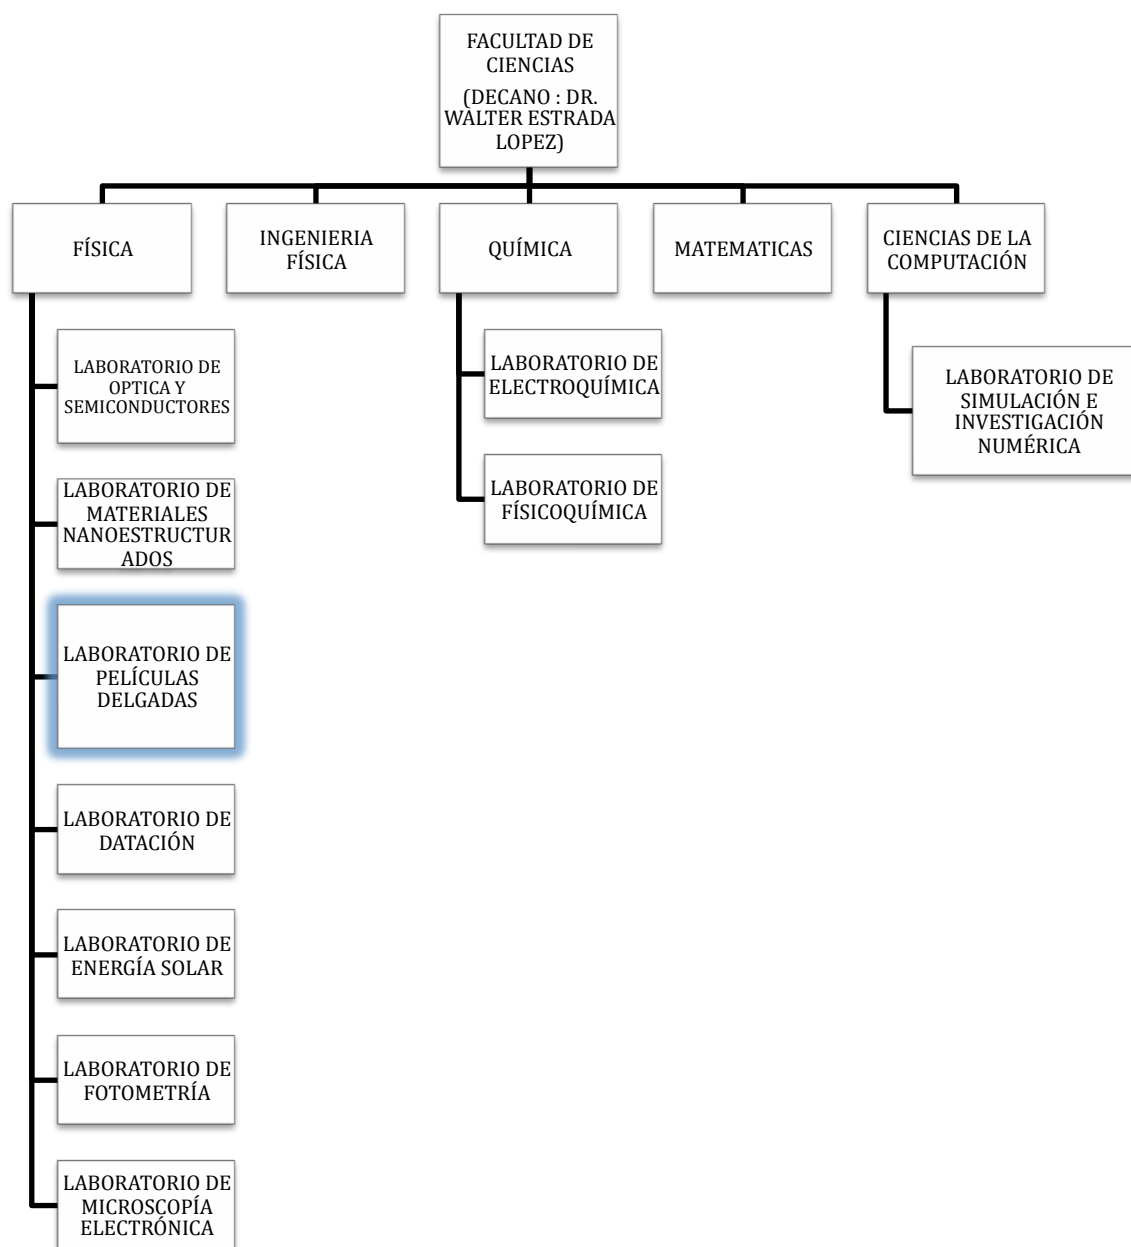 FACULTAD DE
CIENCIAS
(DECANO : DR.
WALTER ESTRADA
LOPEZ)
FÍSICA
INGENIERIA
FÍSICA
QUÍMICA
MATEMATICAS
CIENCIAS DE LA
COMPUTACIÓN
LABORATORIO DE
OPTICA Y
SEMICONDUCTORES
LABORATORIO DE
MATERIALES
NANOESTRUCTUR
ADOS
LABORATORIO DE
PELÍCULAS
DELGADAS
LABORATORIO DE
DATACIÓN
LABORATORIO DE
ENERGÍA SOLAR
LABORATORIO DE
FOTOMETRÍA
LABORATORIO DE
MICROSCOPÍA
ELECTRÓNICA
LABORATORIO DE
ELECTROQUÍMICA
LABORATORIO DE
FÍSICOQUÍMICA
LABORATORIO DE
SIMULACIÓN E
INVESTIGACIÓN
NUMÉRICA